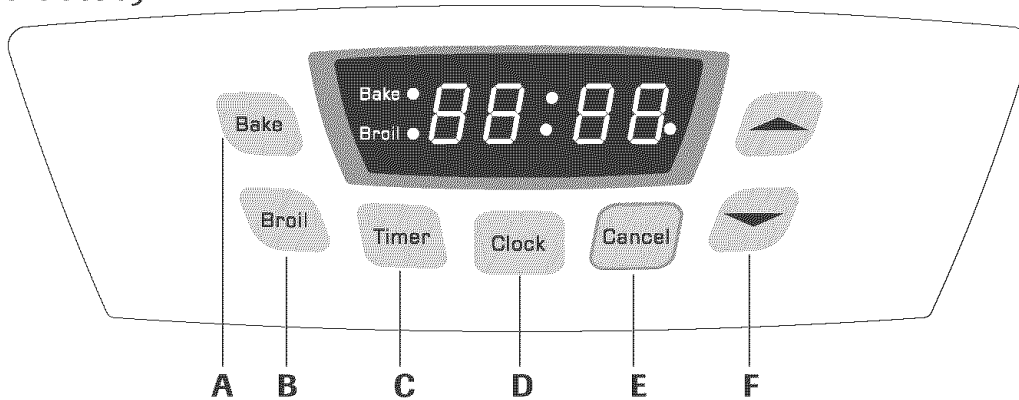 Bake 88:88.
Broil
Bake
Broil
Timer
Clock
Cancel
A B C D E F